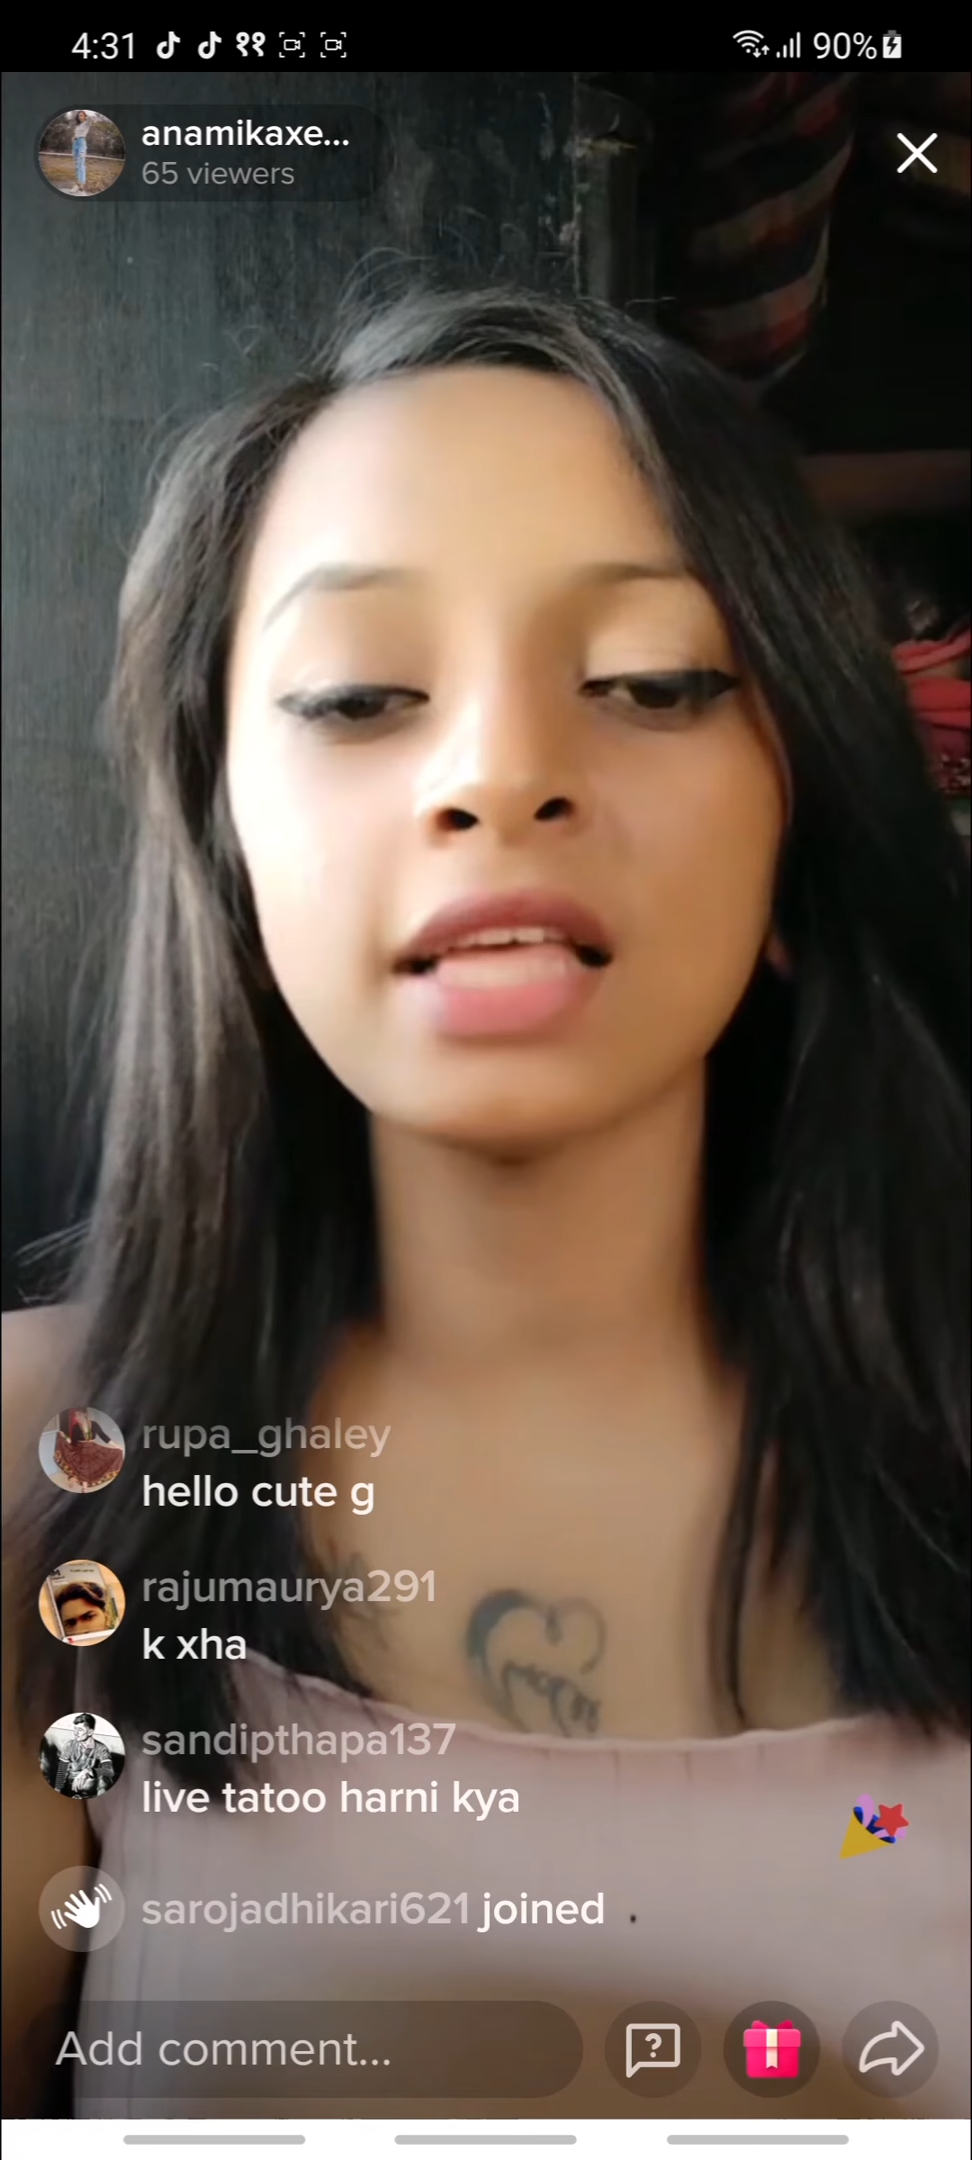 4:31
90%
anamikaxe...
65 viewers
rupa_ghaley
hello cute g
rajumaurya291
k xha
sandipthapa137
live tatoo harni kya
sarojadhikari621 joined
Add comment...